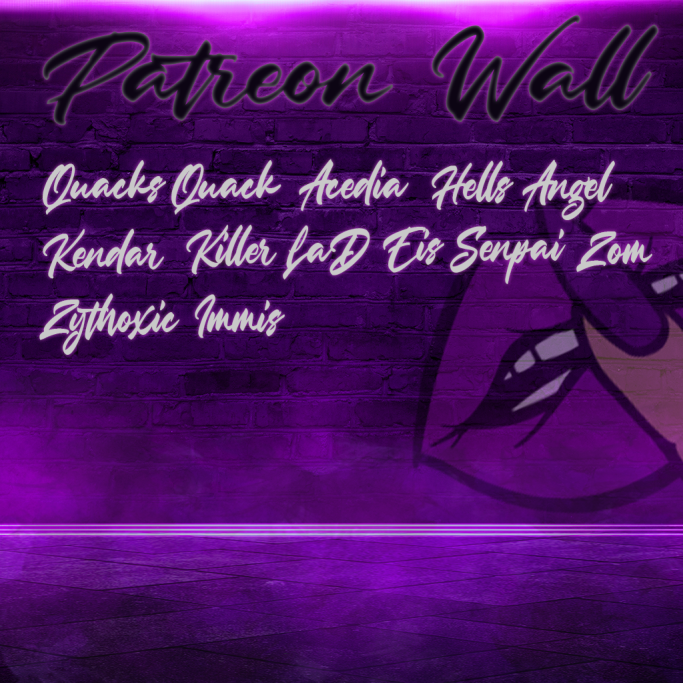 Patreon Wall
Quacks Quack Acedia Hells Angel
Kendar Killer LaD Eis Senpai Zom
Zythoxic Immis